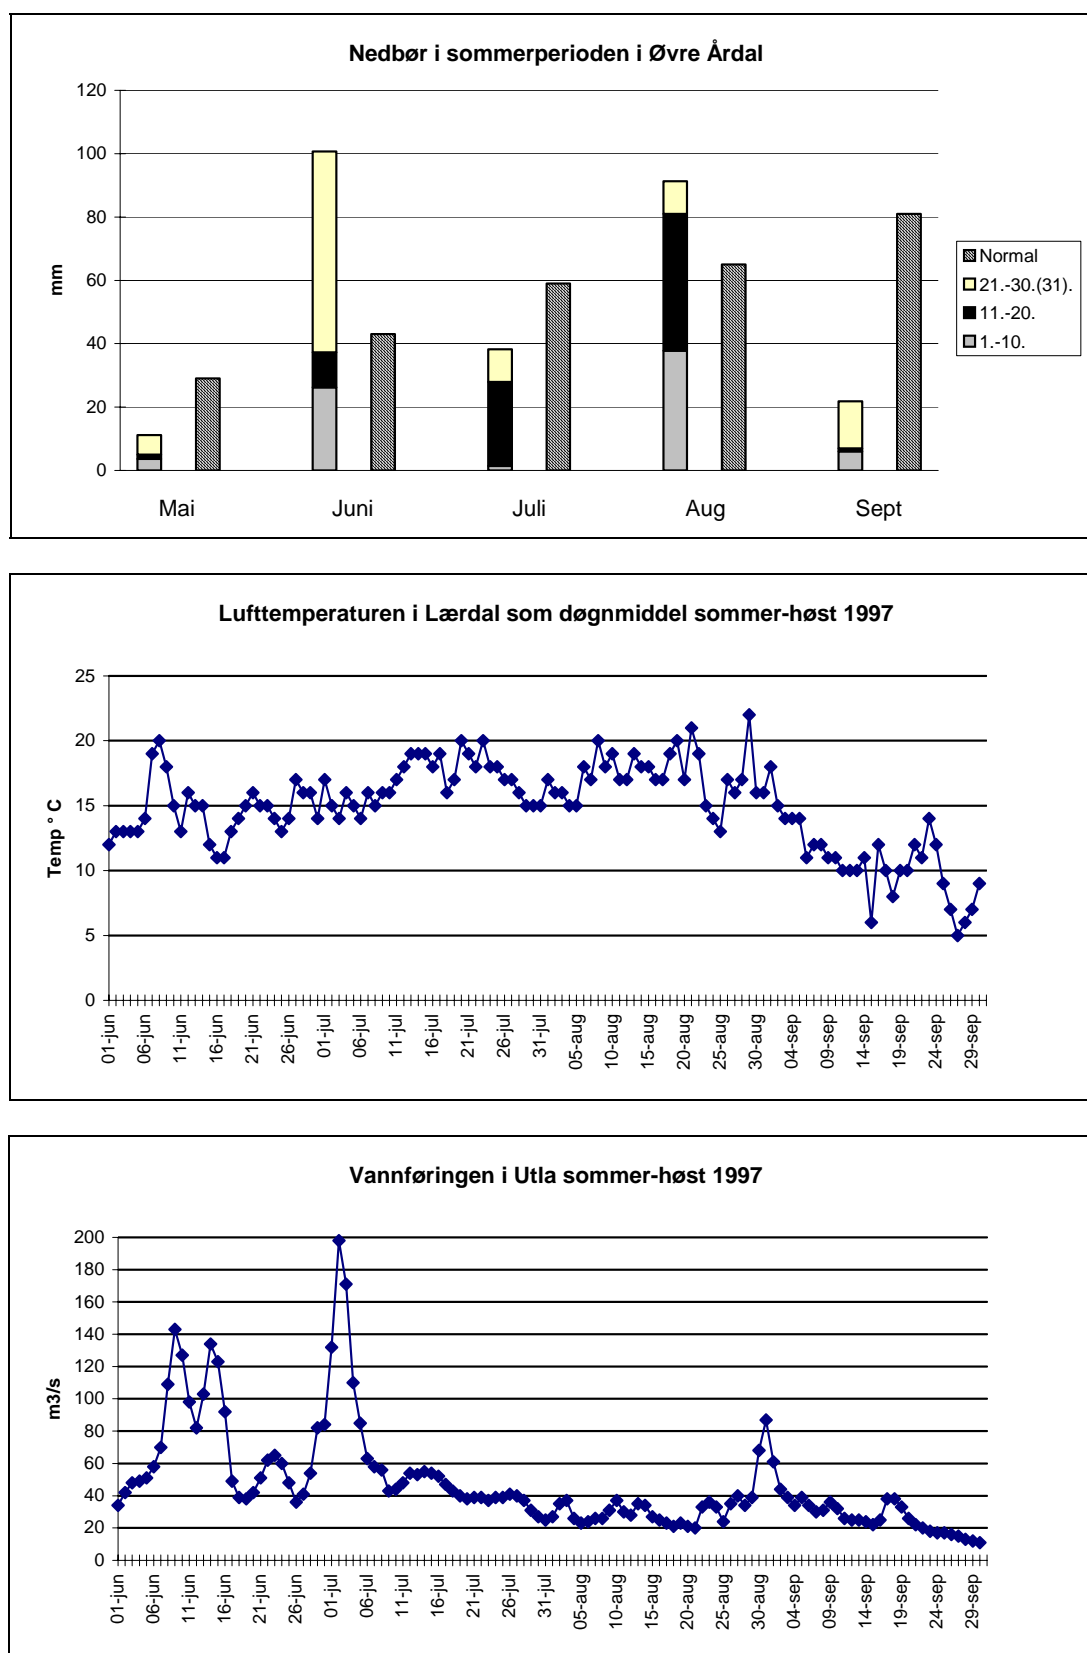 Nedbør i sommerperioden i Øvre Årdal
120
100
80
60
40
20
0
mm
Mai Juni Juli Aug Sept
Normal
21.-30.(31).
11.-20.
1.-10.
Lufttemperaturen i Lærdal som døgnmiddel sommer-høst 1997
25
20
15
10
5
0
Temp ° C
01-jun 06-jun 11-jun 16-jun 21-jun 26-jun 01-jul 06-jul 11-jul 16-jul 21-jul 26-jul 31-jul 05-aug 10-aug 15-aug 20-aug 25-aug 30-aug 04-sep 09-sep 14-sep 19-sep 24-sep 29-sep
Vannføringen i Utla sommer-høst 1997
200
180
160
140
120
100
80
60
40
20
0
m3/s
01-jun 06-jun 11-jun 16-jun 21-jun 26-jun 01-jul 06-jul 11-jul 16-jul 21-jul 26-jul 31-jul 05-aug 10-aug 15-aug 20-aug 25-aug 30-aug 04-sep 09-sep 14-sep 19-sep 24-sep 29-sep